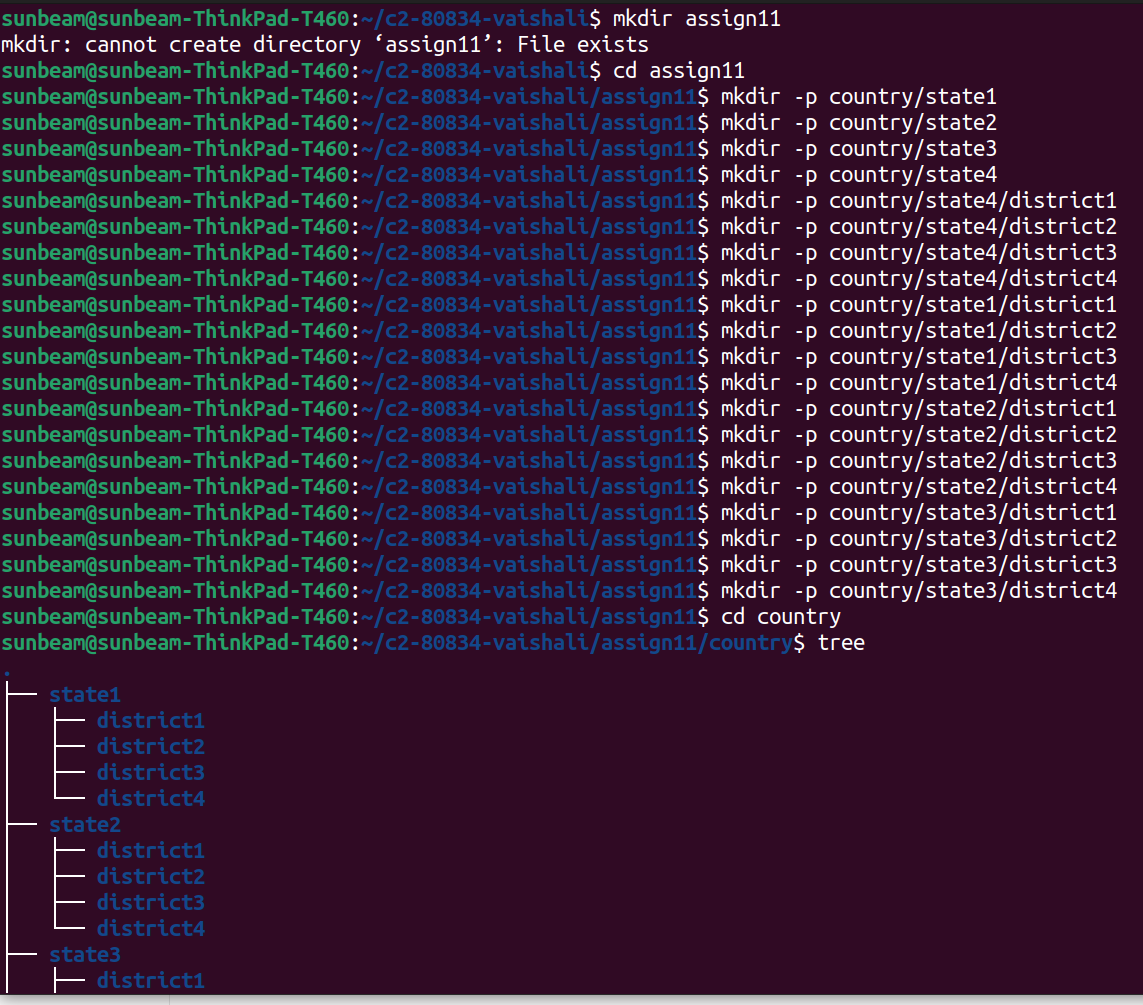 sunbeam@sunbeam-ThinkPad-T460:~/c2-80834-vaishali$ mkdir assign11
mkdir: cannot create directory ‘assign11’: File exists
sunbeam@sunbeam-ThinkPad-T460:~/c2-80834-vaishali$ cd assign11
sunbeam@sunbeam-ThinkPad-T460:~/c2-80834-vaishali/assign11$ mkdir -p country/state1
sunbeam@sunbeam-ThinkPad-T460:~/c2-80834-vaishali/assign11$ mkdir -p country/state2
sunbeam@sunbeam-ThinkPad-T460:~/c2-80834-vaishali/assign11$ mkdir -p country/state3
sunbeam@sunbeam-ThinkPad-T460:~/c2-80834-vaishali/assign11$ mkdir -p country/state4
sunbeam@sunbeam-ThinkPad-T460:~/c2-80834-vaishali/assign11$ mkdir -p country/state4/district1
sunbeam@sunbeam-ThinkPad-T460:~/c2-80834-vaishali/assign11$ mkdir -p country/state4/district2
sunbeam@sunbeam-ThinkPad-T460:~/c2-80834-vaishali/assign11$ mkdir -p country/state4/district3
sunbeam@sunbeam-ThinkPad-T460:~/c2-80834-vaishali/assign11$ mkdir -p country/state4/district4
sunbeam@sunbeam-ThinkPad-T460:~/c2-80834-vaishali/assign11$ mkdir -p country/state1/district1
sunbeam@sunbeam-ThinkPad-T460:~/c2-80834-vaishali/assign11$ mkdir -p country/state1/district2
sunbeam@sunbeam-ThinkPad-T460:~/c2-80834-vaishali/assign11$ mkdir -p country/state1/district3
sunbeam@sunbeam-ThinkPad-T460:~/c2-80834-vaishali/assign11$ mkdir -p country/state1/district4
sunbeam@sunbeam-ThinkPad-T460:~/c2-80834-vaishali/assign11$ mkdir -p country/state2/district1
sunbeam@sunbeam-ThinkPad-T460:~/c2-80834-vaishali/assign11$ mkdir -p country/state2/district2
sunbeam@sunbeam-ThinkPad-T460:~/c2-80834-vaishali/assign11$ mkdir -p country/state2/district3
sunbeam@sunbeam-ThinkPad-T460:~/c2-80834-vaishali/assign11$ mkdir -p country/state2/district4
sunbeam@sunbeam-ThinkPad-T460:~/c2-80834-vaishali/assign11$ mkdir -p country/state3/district1
sunbeam@sunbeam-ThinkPad-T460:~/c2-80834-vaishali/assign11$ mkdir -p country/state3/district2
sunbeam@sunbeam-ThinkPad-T460:~/c2-80834-vaishali/assign11$ mkdir -p country/state3/district3
sunbeam@sunbeam-ThinkPad-T460:~/c2-80834-vaishali/assign11$ mkdir -p country/state3/district4
sunbeam@sunbeam-ThinkPad-T460:~/c2-80834-vaishali/assign11$ cd country
sunbeam@sunbeam-ThinkPad-T460:~/c2-80834-vaishali/assign11/country$ tree
.
├── state1
│   ├── district1
│   ├── district2
│   ├── district3
│   └── district4
├── state2
│   ├── district1
│   ├── district2
│   ├── district3
│   └── district4
├── state3
│   ├── district1